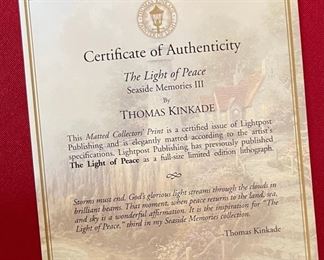 Certificate of Authenticity
The Light of Peace
Seaside Memories III
By
THOMAS KINKADE
This Matted Collectors' Print is a certified issue of Lightpost
Publishing and is elegantly matted according to the artist's
specifications. Lightpost Publishing has previously published
The Light of Peace as a full-size limited edition lithograph.
Storms must end. God's glorious light streams through the clouds in
brilliant beams. That moment, when peace returns to the land, sea,
and sky is a wonderful affirmation. It is the inspiration for "The
Light of Peace," third in my Seaside Memories collection.
-Thomas Kinkade